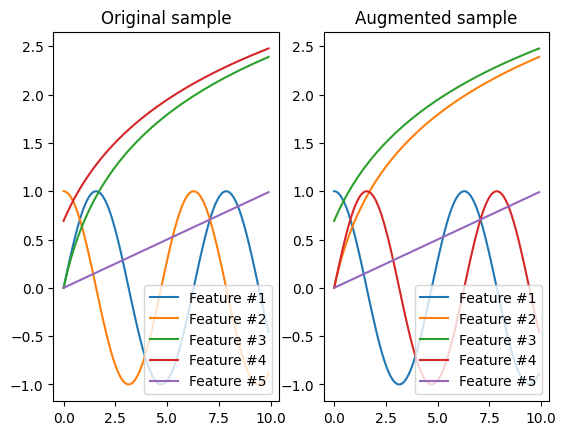 Original sample
2.5
2.0
1.5
1.0
0.5
0.0
−0.5
−1.0
0.0 2.5 5.0 7.5 10.0
Feature #1
Feature #2
Feature #3
Feature #4
Feature #5
Augmented sample
2.5
2.0
1.5
1.0
0.5
0.0
−0.5
−1.0
0.0 2.5 5.0 7.5 10.0
Feature #1
Feature #2
Feature #3
Feature #4
Feature #5